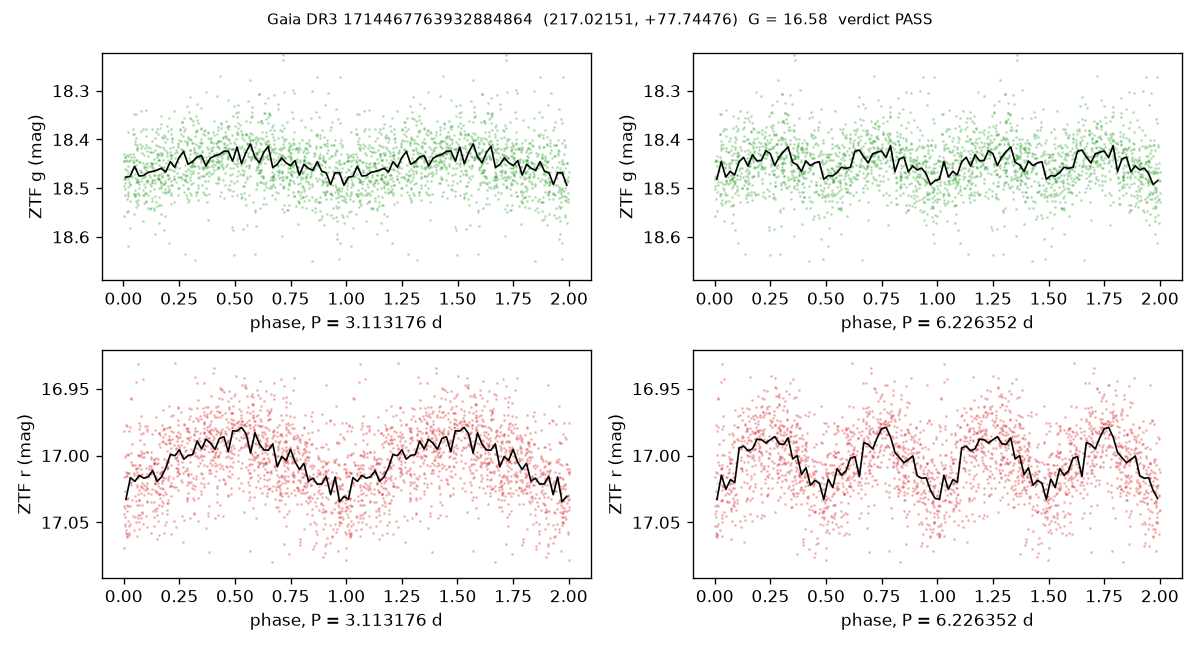 Gaia DR3 1714467763932884864 (217.02151, +77.74476) G = 16.58 verdict PASS
ZTF g (mag)
18.3
18.4
18.5
18.6
0.00 0.25 0.50 0.75 1.00 1.25 1.50 1.75 2.00
phase, P = 3.113176 d
ZTF g (mag)
18.3
18.4
18.5
18.6
0.00 0.25 0.50 0.75 1.00 1.25 1.50 1.75 2.00
phase, P = 6.226352 d
ZTF r (mag)
16.95
17.00
17.05
0.00 0.25 0.50 0.75 1.00 1.25 1.50 1.75 2.00
phase, P = 3.113176 d
ZTF r (mag)
16.95
17.00
17.05
0.00 0.25 0.50 0.75 1.00 1.25 1.50 1.75 2.00
phase, P = 6.226352 d